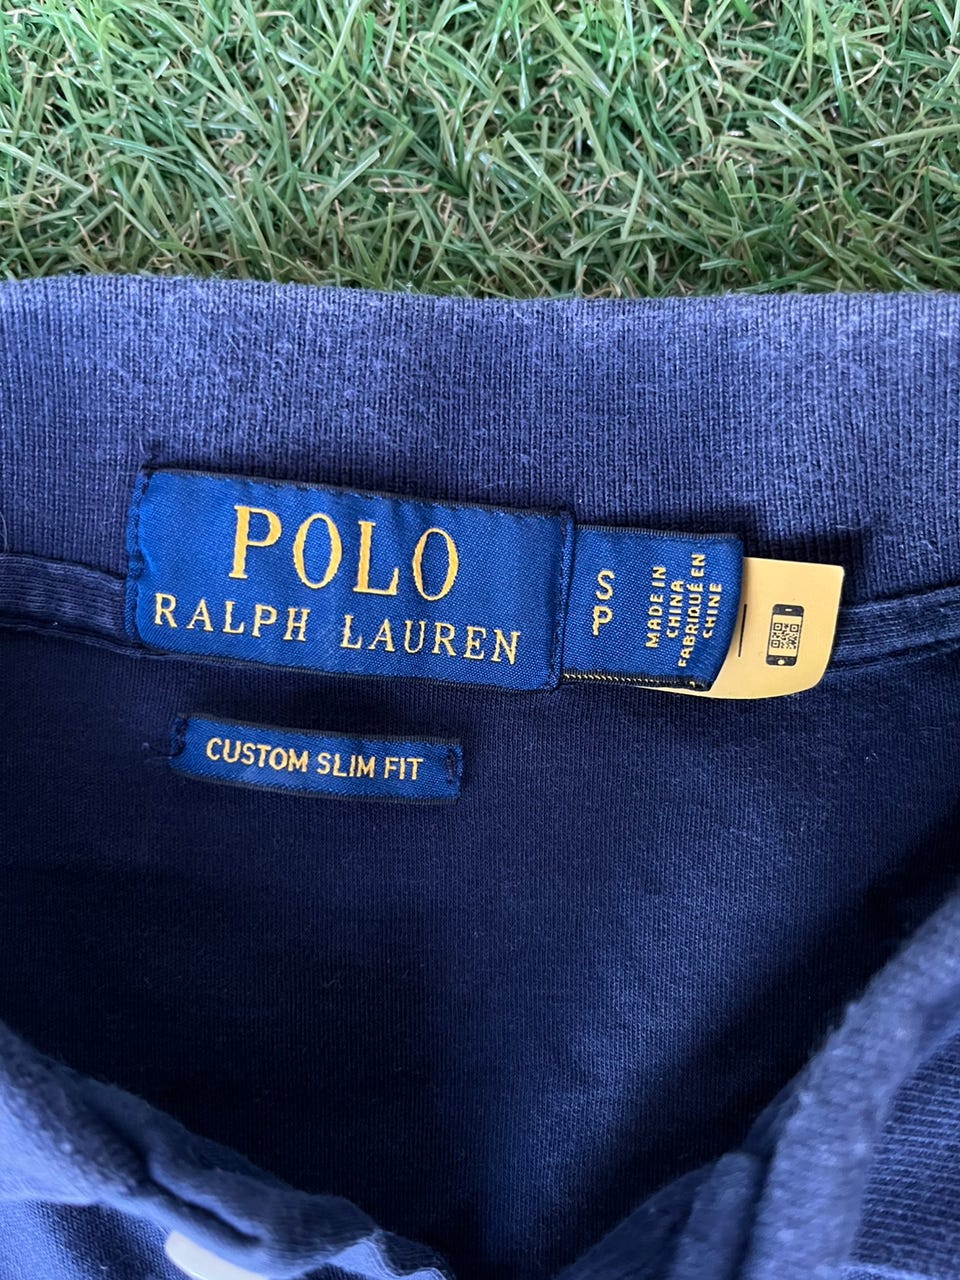 POLO
RALPH LAUREN
S
P
MADE IN
CHINA
FABRIQUÉ EN
CHINE
CUSTOM SLIM FIT